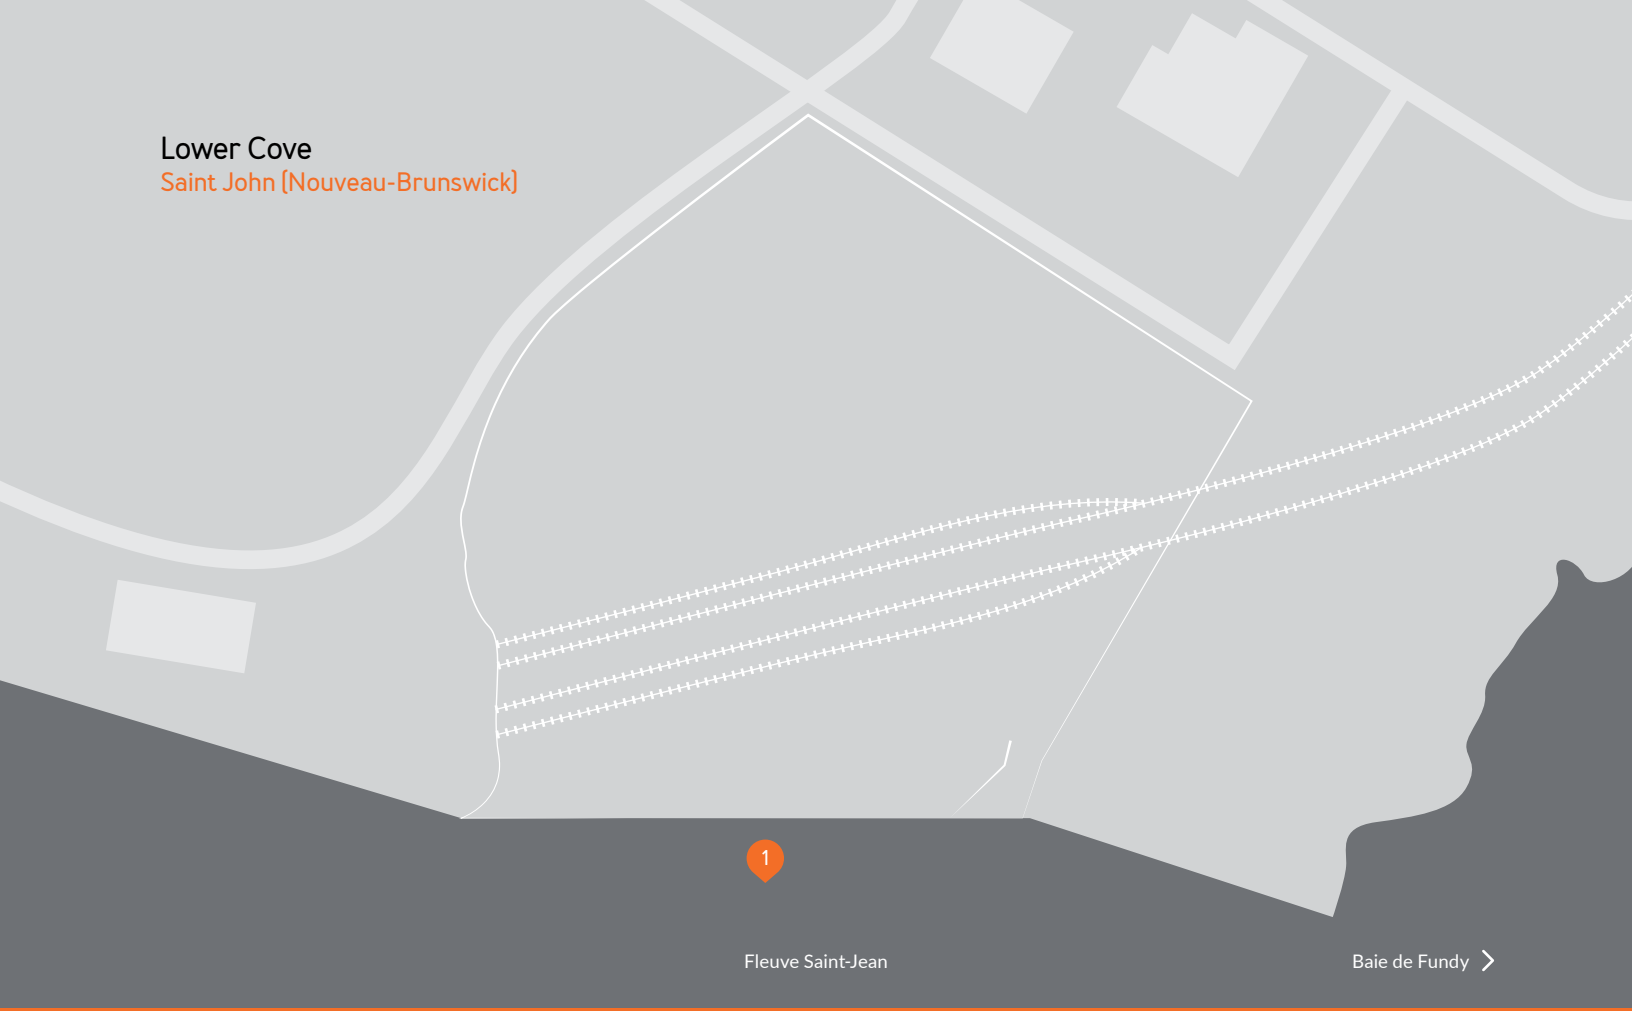 Lower Cove
Saint John (Nouveau-Brunswick)
1
Fleuve Saint-Jean
Baie de Fundy